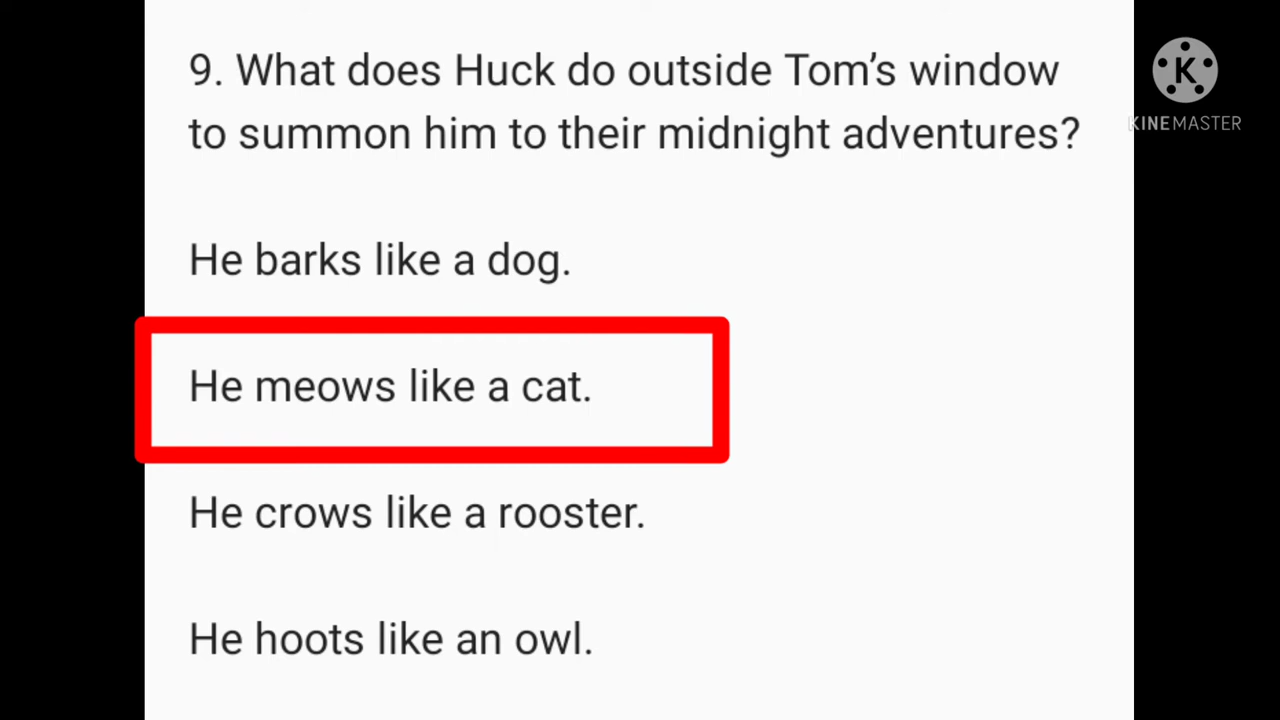 9. What does Huck do outside Tom’s window
to summon him to their midnight adventures?
He barks like a dog.
He meows like a cat.
He crows like a rooster.
He hoots like an owl.
K
KINEMASTER